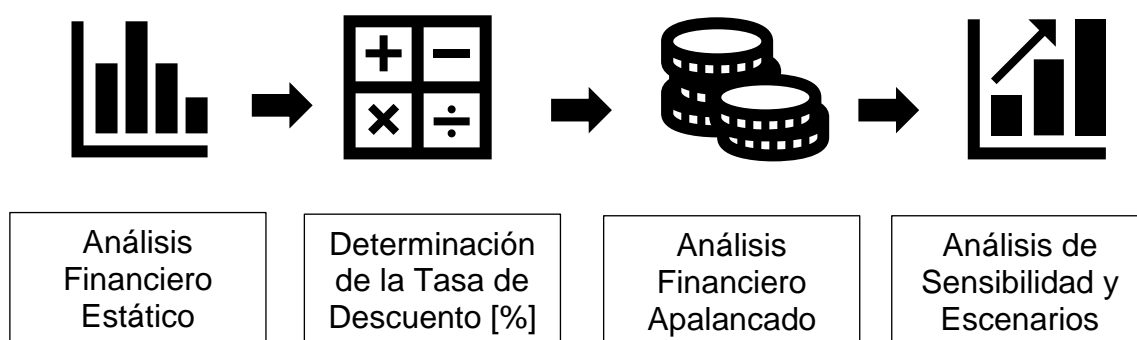 Análisis
Financiero
Estático
Determinación
de la Tasa de
Descuento [%]
Análisis
Financiero
Apalancado
Análisis de
Sensibilidad y
Escenarios